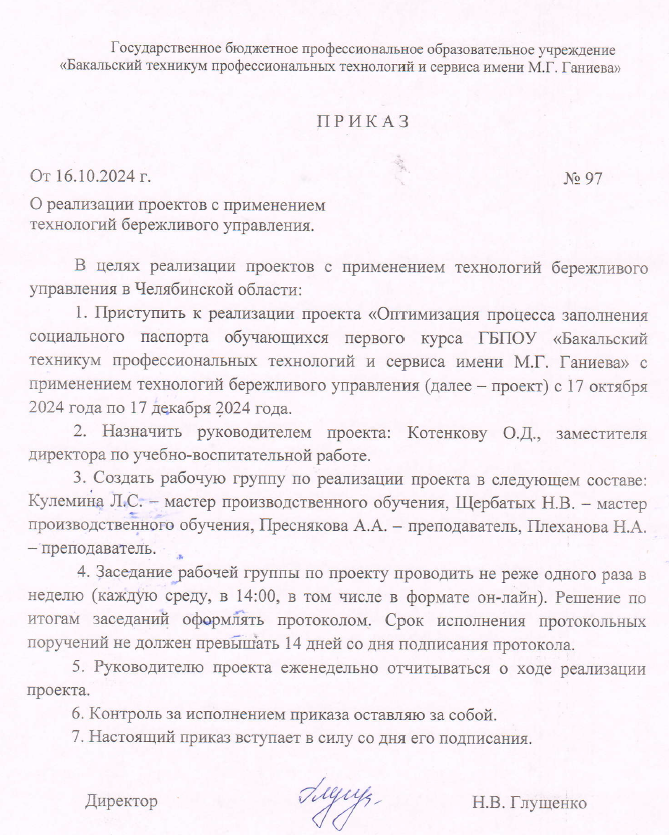 Государственное бюджетное профессиональное образовательное учреждение
«Бакальский техникум профессиональных технологий и сервиса имени М.Г. Ганиева»
П Р И К А З
От 16.10.2024 г. № 97
О реализации проектов с применением
технологий бережливого управления.
В целях реализации проектов с применением технологий бережливого
управления в Челябинской области:
1. Приступить к реализации проекта «Оптимизация процесса заполнения
социального паспорта обучающихся первого курса ГБПОУ «Бакальский
техникум профессиональных технологий и сервиса имени М.Г. Ганиева» с
применением технологий бережливого управления (далее – проект) с 17 октября
2024 года по 17 декабря 2024 года.
2. Назначить руководителем проекта: Котенкову О.Д., заместителя
директора по учебно-воспитательной работе.
3. Создать рабочую группу по реализации проекта в следующем составе:
Кулемина Л.С. – мастер производственного обучения, Щербатых Н.В. – мастер
производственного обучения, Преснякова А.А. – преподаватель, Плеханова Н.А.
– преподаватель.
4. Заседание рабочей группы по проекту проводить не реже одного раза в
неделю (каждую среду, в 14:00, в том числе в формате он-лайн). Решение по
итогам заседаний оформлять протоколом. Срок исполнения протокольных
поручений не должен превышать 14 дней со дня подписания протокола.
5. Руководителю проекта еженедельно отчитываться о ходе реализации
проекта.
6. Контроль за исполнением приказа оставляю за собой.
7. Настоящий приказ вступает в силу со дня его подписания.
Директор Н.В. Глущенко